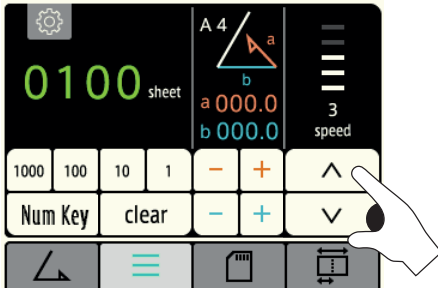 A 4
a
b
0100 sheet
a 000.0
b 000.0
3
speed
1000 100 10 1 - +
Num Key clear - +